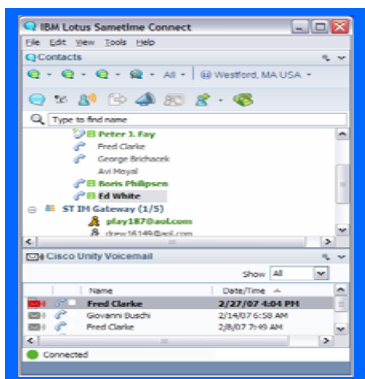 IBM Lotus Sametime Connect
File Edit View Tools Help
Contacts
All Westford, MA USA
Type to find name
Peter J. Fay
Fred Clarke
George Brichacek
Avi Moyal
Boris Philipsen
Ed White
ST IM Gateway (1/5)
play187@aol.com
drew16149@aol.com
Cisco Unity Voicemail
Show All
Name Date/Time
Fred Clarke 2/27/07 4:04 PM
Giovanni Buschi 2/14/07 6:58 AM
Fred Clarke 2/8/07 7:49 AM
Connected